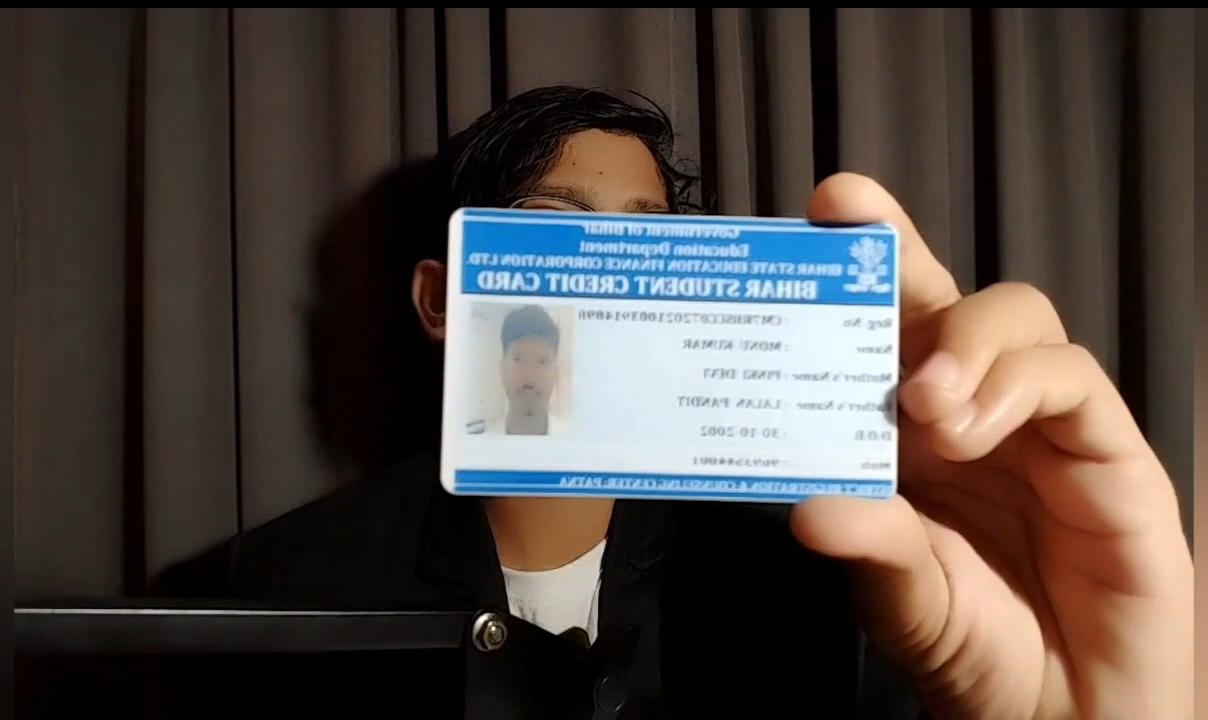 Government of Bihar
Education Department
BIHAR STATE EDUCATION FINANCE CORPORATION LTD.
BIHAR STUDENT CREDIT CARD
Reg. No :
Name : MONU KUMAR
Mother's Name : PINKI DEVI
Father's Name : LALAN PANDIT
D.O.B. : 30-10-2002
Mob :
REGISTRATION & COUNSELING CENTER: PATNA